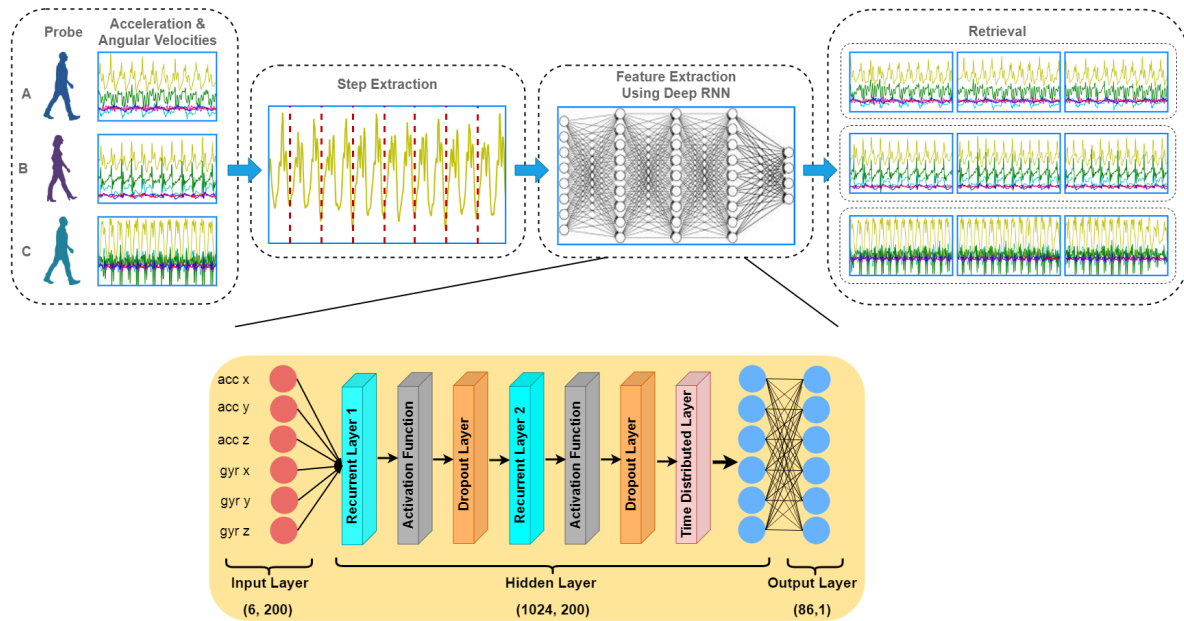 Probe
Acceleration &
Angular Velocities
A
B
C
Step Extraction
Feature Extraction
Using Deep RNN
Retrieval
acc x
acc y
acc z
gyr x
gyr y
gyr z
Recurrent Layer 1
Activation Function
Dropout Layer
Recurrent Layer 2
Activation Function
Dropout Layer
Time Distributed Layer
Input Layer
(6, 200)
Hidden Layer
(1024, 200)
Output Layer
(86,1)